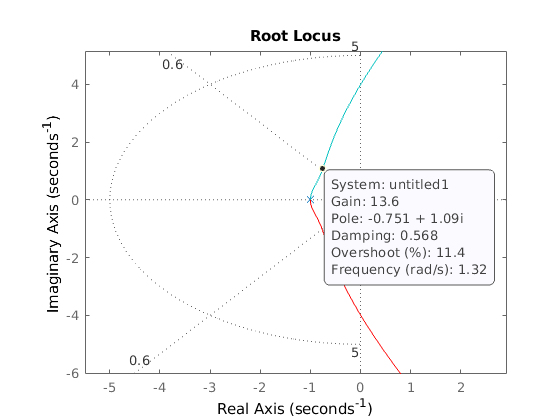 Root Locus
5
0.6
4
2
0
-2
-4
-6
System: untitled1
Gain: 13.6
Pole: -0.751 + 1.09i
Damping: 0.568
Overshoot (%): 11.4
Frequency (rad/s): 1.32
0.6
5
-5 -4 -3 -2 -1 0 1 2
Real Axis (seconds-1)
Imaginary Axis (seconds-1)